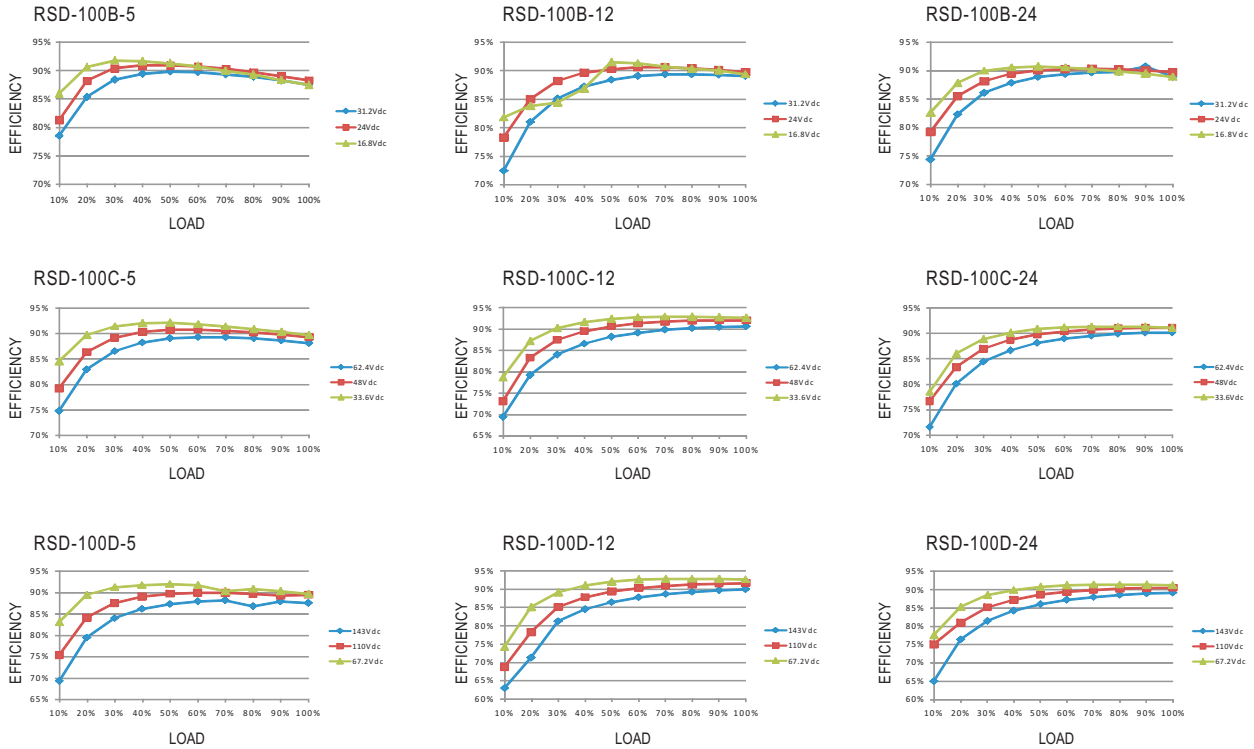 RSD-100B-5
EFFICIENCY
95%
90%
85%
80%
75%
70%
10% 20% 30% 40% 50% 60% 70% 80% 90% 100%
LOAD
31.2Vdc
24Vdc
16.8Vdc
RSD-100B-12
EFFICIENCY
95%
90%
85%
80%
75%
70%
10% 20% 30% 40% 50% 60% 70% 80% 90% 100%
LOAD
31.2Vdc
24Vdc
16.8Vdc
RSD-100B-24
EFFICIENCY
95%
90%
85%
80%
75%
70%
10% 20% 30% 40% 50% 60% 70% 80% 90% 100%
LOAD
31.2Vdc
24Vdc
16.8Vdc
RSD-100C-5
EFFICIENCY
95%
90%
85%
80%
75%
70%
10% 20% 30% 40% 50% 60% 70% 80% 90% 100%
LOAD
62.4Vdc
48Vdc
33.6Vdc
RSD-100C-12
EFFICIENCY
95%
90%
85%
80%
75%
70%
65%
10% 20% 30% 40% 50% 60% 70% 80% 90% 100%
LOAD
62.4Vdc
48Vdc
33.6Vdc
RSD-100C-24
EFFICIENCY
95%
90%
85%
80%
75%
70%
10% 20% 30% 40% 50% 60% 70% 80% 90% 100%
LOAD
62.4Vdc
48Vdc
33.6Vdc
RSD-100D-5
EFFICIENCY
95%
90%
85%
80%
75%
70%
65%
10% 20% 30% 40% 50% 60% 70% 80% 90% 100%
LOAD
143Vdc
110Vdc
67.2Vdc
RSD-100D-12
EFFICIENCY
95%
90%
85%
80%
75%
70%
65%
60%
10% 20% 30% 40% 50% 60% 70% 80% 90% 100%
LOAD
143Vdc
110Vdc
67.2Vdc
RSD-100D-24
EFFICIENCY
95%
90%
85%
80%
75%
70%
65%
60%
10% 20% 30% 40% 50% 60% 70% 80% 90% 100%
LOAD
143Vdc
110Vdc
67.2Vdc